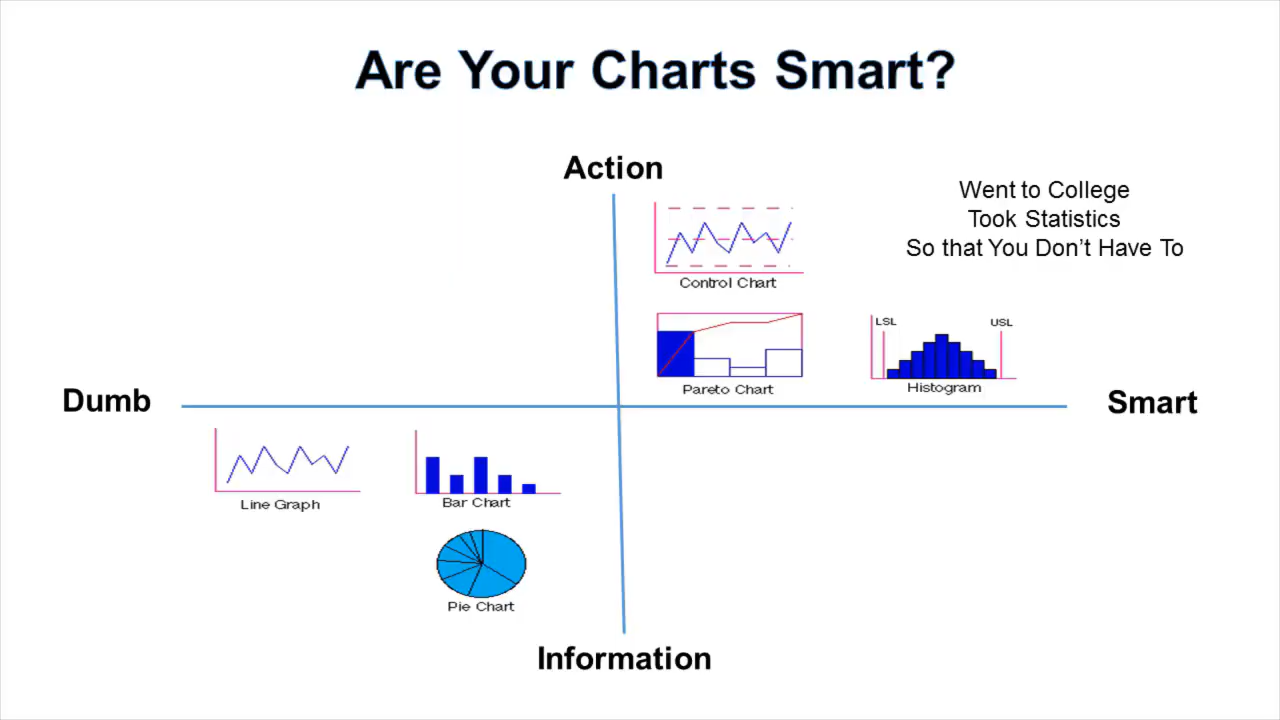 Are Your Charts Smart?
Action
Went to College
Took Statistics
So that You Don't Have To
Control Chart
LSL
USL
Pareto Chart
Histogram
Dumb
Smart
Line Graph
Bar Chart
Pie Chart
Information